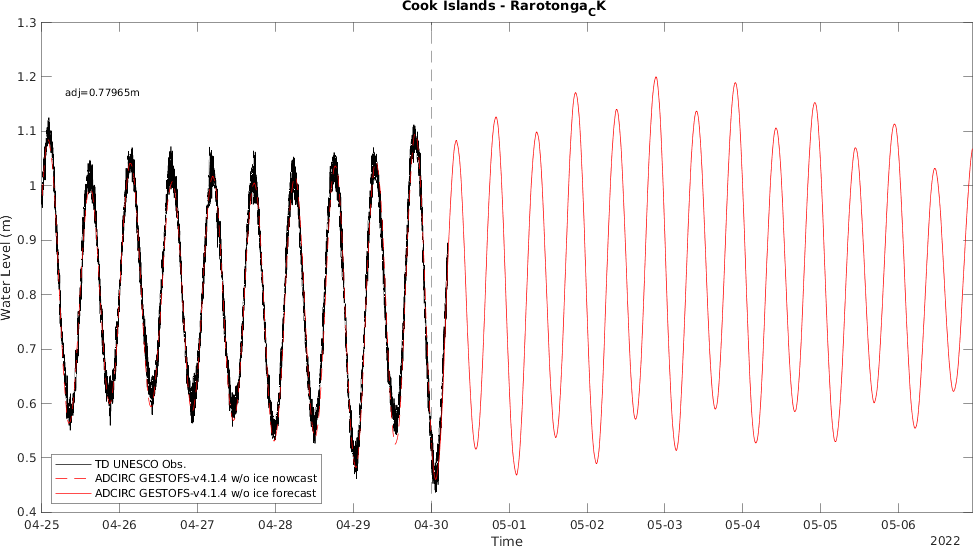 Cook Islands - RarotongaCK
1.3
1.2
adj=0.77965m
1.1
1
0.9
0.8
0.7
0.6
0.5
0.4
Water Level (m)
TD UNESCO Obs.
ADCIRC GESTOFS-v4.1.4 w/o ice nowcast
ADCIRC GESTOFS-v4.1.4 w/o ice forecast
04-25 04-26 04-27 04-28 04-29 04-30 05-01 05-02 05-03 05-04 05-05 05-06
Time
2022